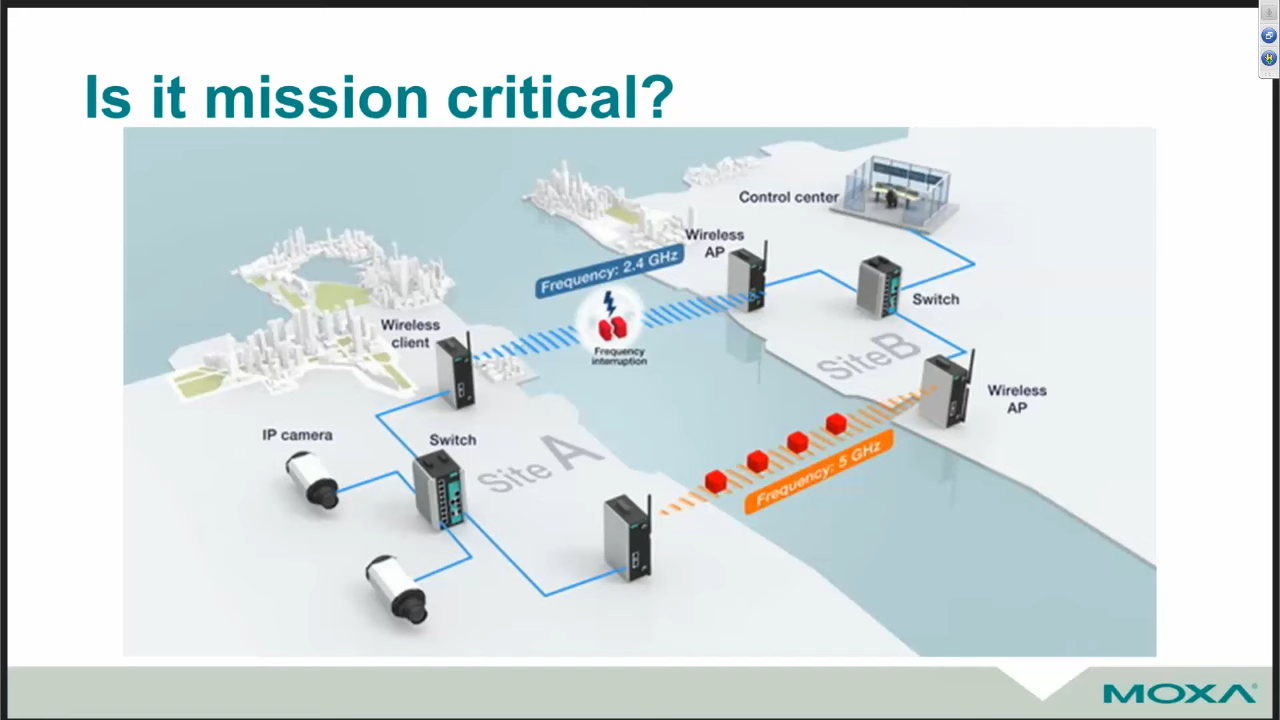 Is it mission critical?
Control center
Wireless
AP
Frequency: 2.4 GHz
Switch
Wireless
client
Frequency
interruption
Site B
Wireless
AP
IP camera
Switch
Site A
Frequency: 5 GHz
MOXA®